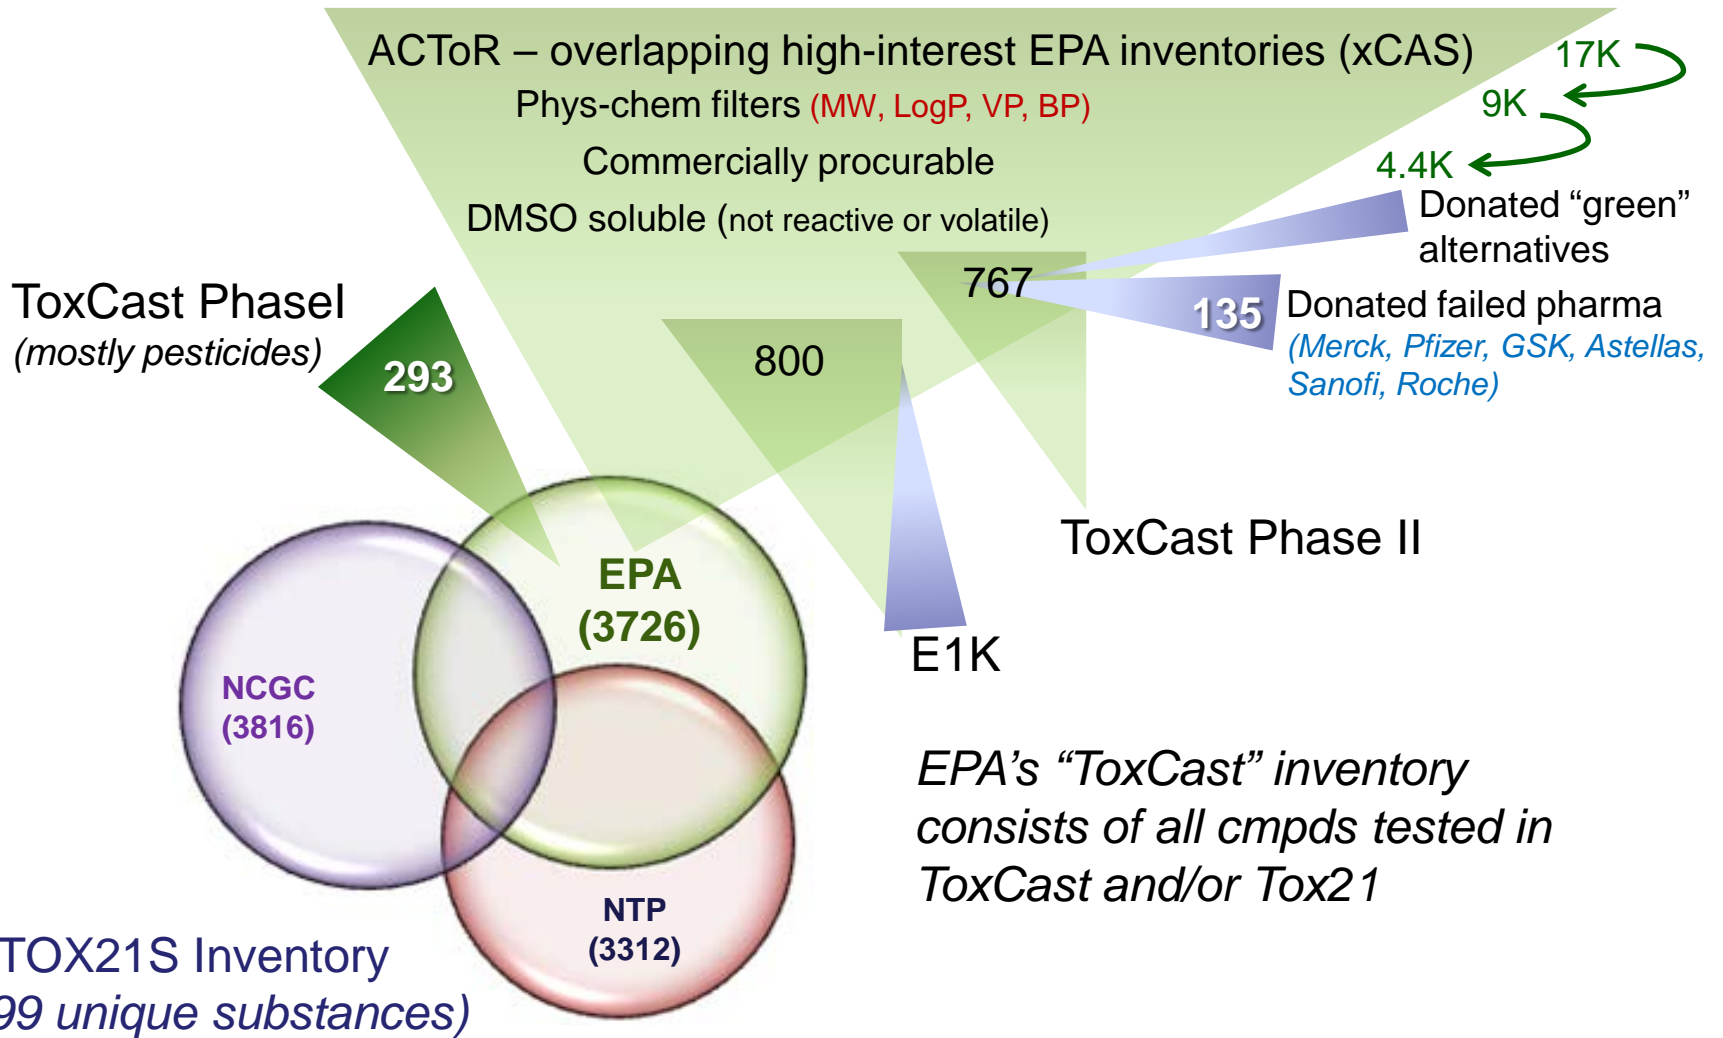 ACToR – overlapping high-interest EPA inventories (xCAS)
17K
Phys-chem filters (MW, LogP, VP, BP)
9K
Commercially procurable
4.4K
DMSO soluble (not reactive or volatile)
Donated “green”
alternatives
767
135
Donated failed pharma
(Merck, Pfizer, GSK, Astellas,
Sanofi, Roche)
ToxCast PhaseI
(mostly pesticides)
293
800
ToxCast Phase II
E1K
EPA
(3726)
NCGC
(3816)
NTP
(3312)
EPA’s “ToxCast” inventory
consists of all cmpds tested in
ToxCast and/or Tox21
TOX21S Inventory
99 unique substances)